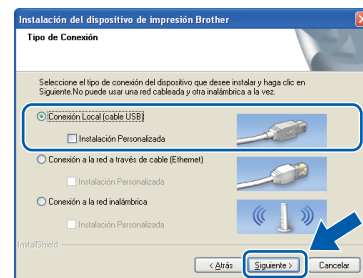 Instalación del dispositivo de impresión Brother
Tipo de Conexión
Seleccione el tipo de conexión del dispositivo que desee instalar y haga clic en
Siguiente.No puede usar una red cableada y otra inalámbrica a la vez.
Conexión Local (cable USB)
Instalación Personalizada
Conexión a la red a través de cable (Ethernet)
Instalación Personalizada
Conexión a la red inalámbrica
Instalación Personalizada
InstallShield
< Atrás Siguiente > Cancelar